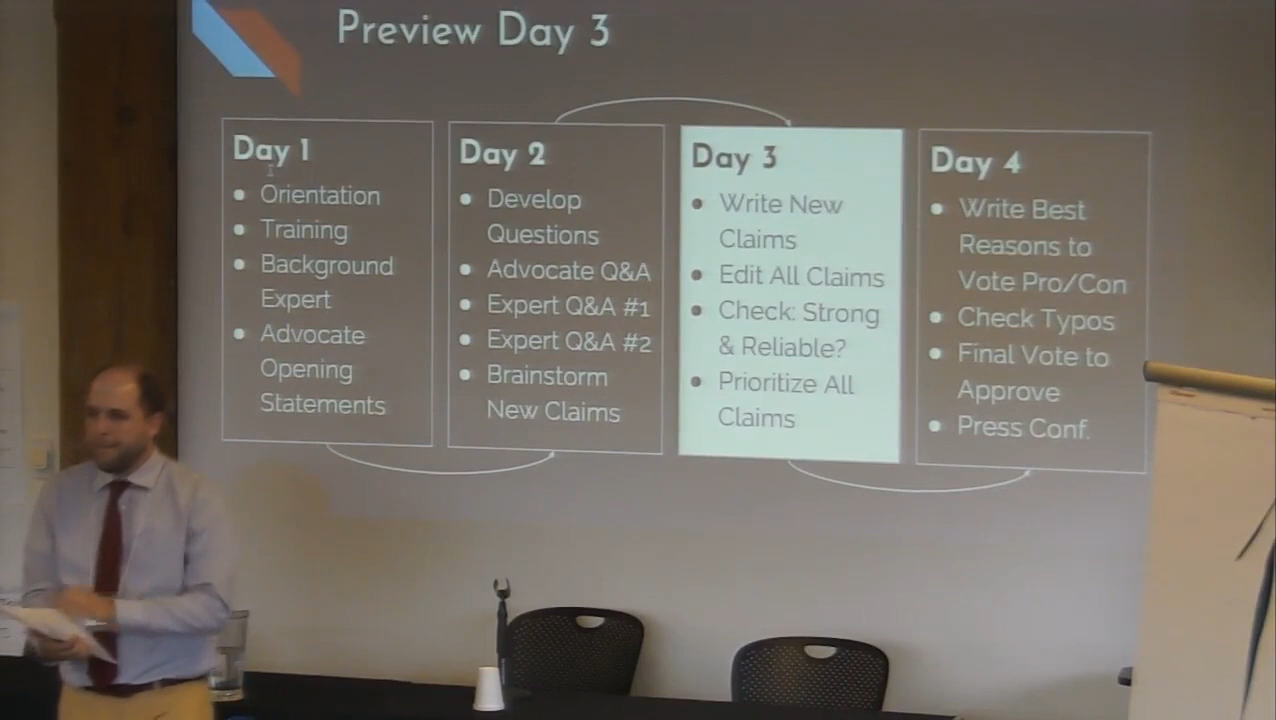 Preview Day 3
Day 1
Orientation
Training
Background
Expert
Advocate
Opening
Statements
Day 2
Develop
Questions
Advocate Q&A
Expert Q&A #1
Expert Q&A #2
Brainstorm
New Claims
Day 3
Write New
Claims
Edit All Claims
Check: Strong
& Reliable?
Prioritize All
Claims
Day 4
Write Best
Reasons to
Vote Pro/Con
Check Typos
Final Vote to
Approve
Press Conf.